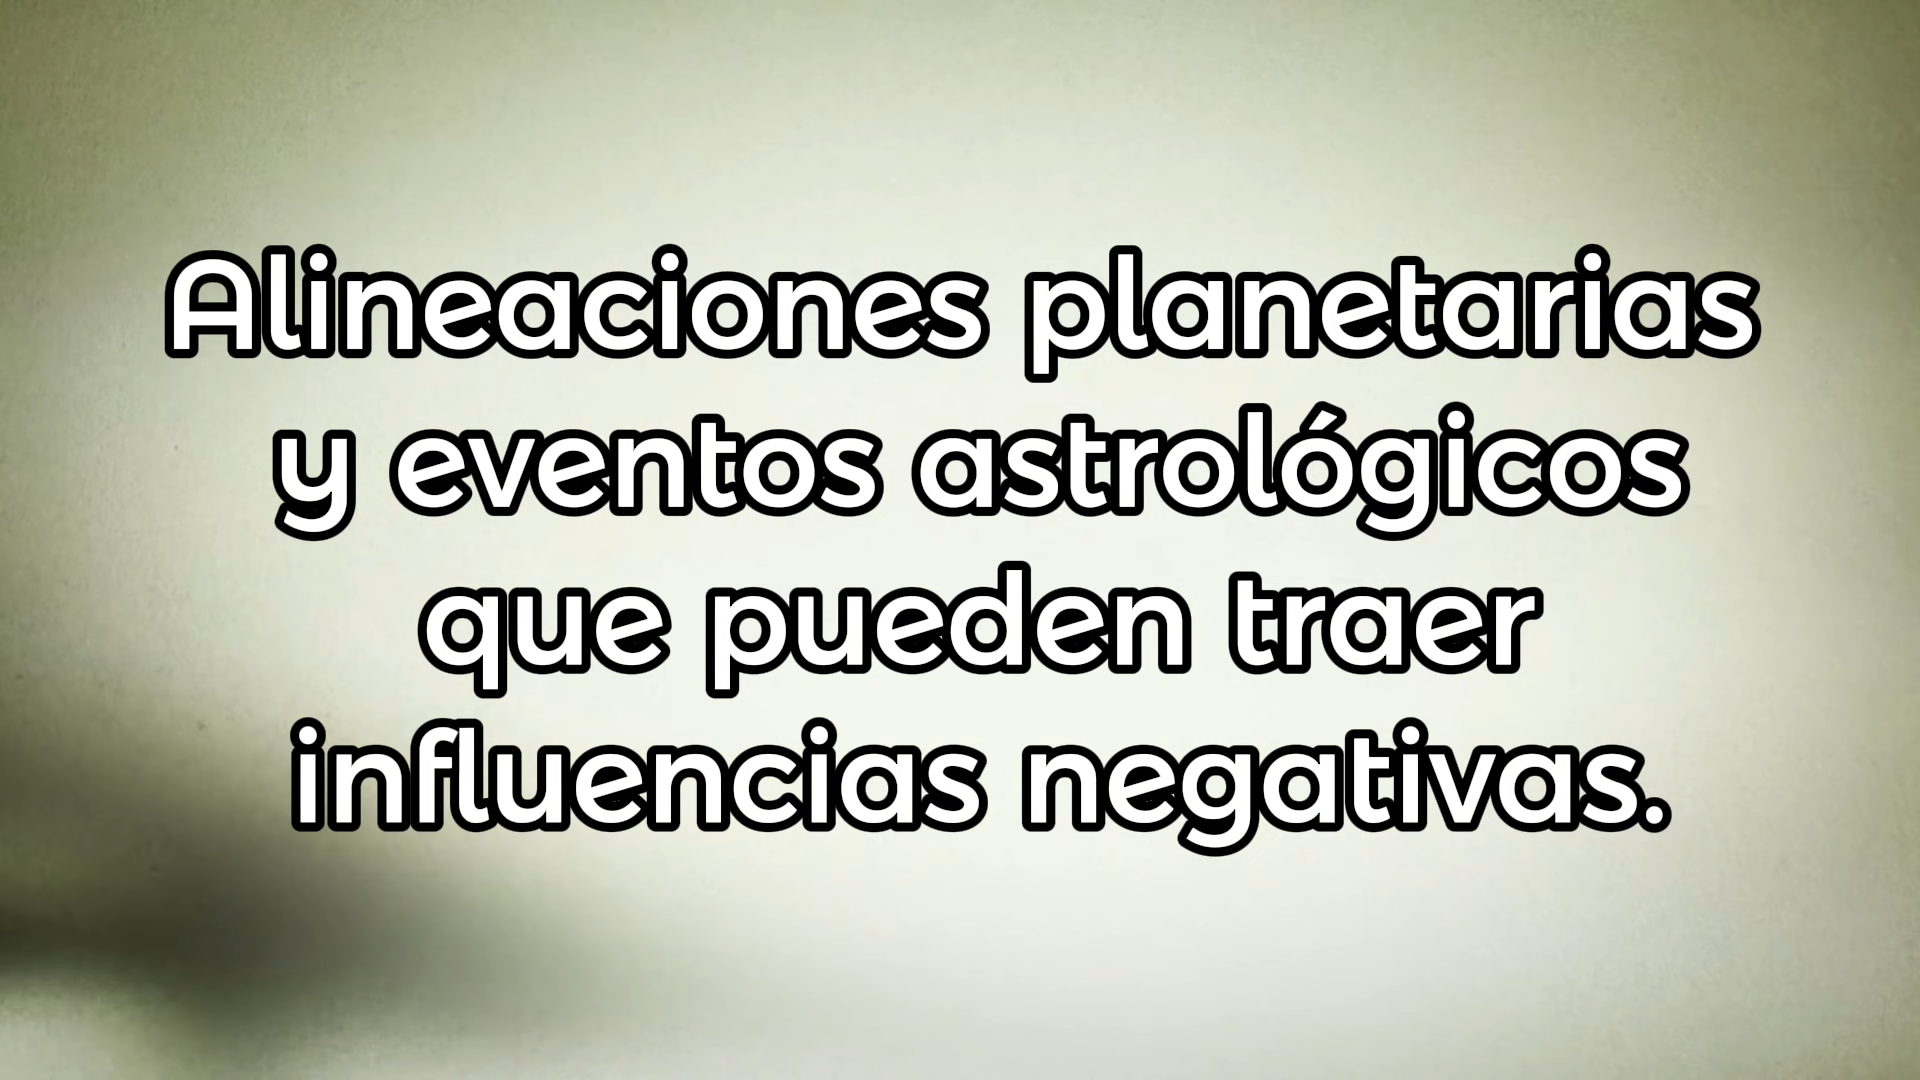 Alineaciones planetarias
y eventos astrológicos
que pueden traer
influencias negativas.